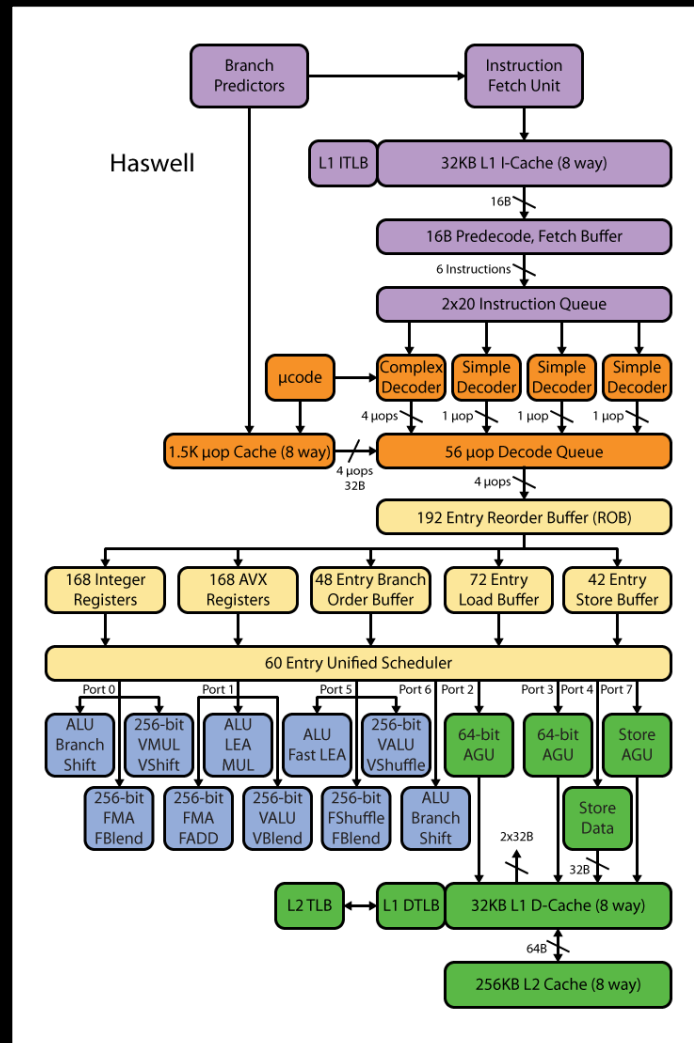 Branch
Predictors
Instruction
Fetch Unit
Haswell
L1 ITLB
32KB L1 I-Cache (8 way)
16B
16B Predecode, Fetch Buffer
6 Instructions
2x20 Instruction Queue
µcode
Complex
Decoder
Simple
Decoder
Simple
Decoder
Simple
Decoder
4 µops
1 µop
1 µop
1 µop
1.5K µop Cache (8 way)
4 µops
32B
56 µop Decode Queue
4 µops
192 Entry Reorder Buffer (ROB)
168 Integer
Registers
168 AVX
Registers
48 Entry Branch
Order Buffer
72 Entry
Load Buffer
42 Entry
Store Buffer
60 Entry Unified Scheduler
Port 0
Port 1
Port 5
Port 6
Port 2
Port 3
Port 4
Port 7
ALU
Branch
Shift
256-bit
VMUL
VShift
ALU
LEA
MUL
ALU
Fast LEA
256-bit
VALU
VShuffle
64-bit
AGU
64-bit
AGU
Store
AGU
256-bit
FMA
FBlend
256-bit
FMA
FADD
256-bit
VALU
VBlend
256-bit
FShuffle
FBlend
ALU
Branch
Shift
Store
Data
2x32B
32B
L2 TLB
L1 DTLB
32KB L1 D-Cache (8 way)
64B
256KB L2 Cache (8 way)